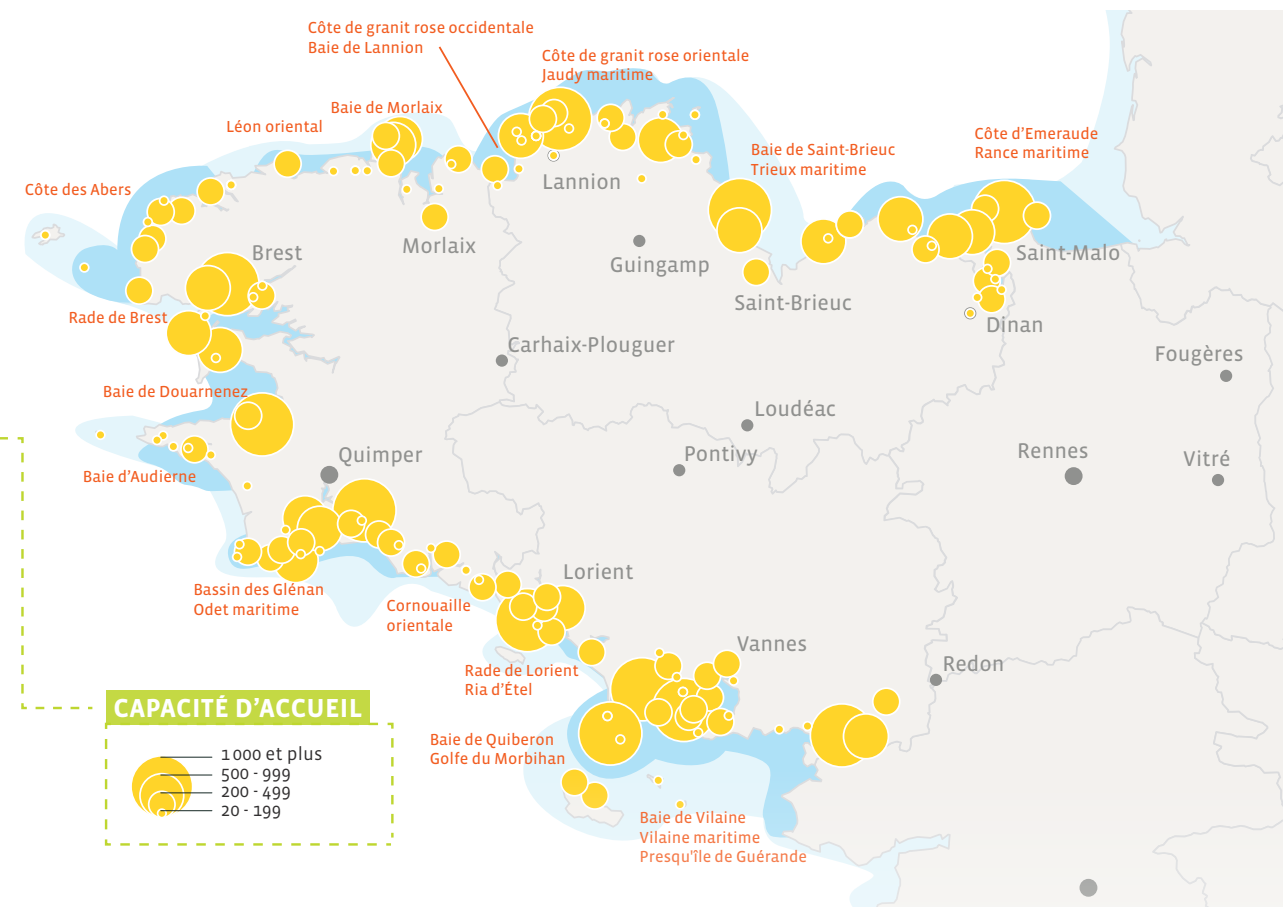 Côte de granit rose occidentale
Baie de Lannion
Côte de granit rose orientale
Jaudy maritime
Baie de Morlaix
Léon oriental
Côte d'Emeraude
Rance maritime
Baie de Saint-Brieuc
Trieux maritime
Côte des Abers
Lannion
Morlaix
Brest
Guingamp
Saint-Malo
Saint-Brieuc
Rade de Brest
Dinan
Carhaix-Plouguer
Fougères
Baie de Douarnenez
Loudéac
Quimper
Pontivy
Rennes
Vitré
Baie d'Audierne
Lorient
Bassin des Glénan
Odet maritime
Cornouaille
orientale
Vannes
Redon
Rade de Lorient
Ria d'Étel
CAPACITÉ D'ACCUEIL
1000 et plus
500 - 999
200 - 499
20 - 199
Baie de Quiberon
Golfe du Morbihan
Baie de Vilaine
Vilaine maritime
Presqu'île de Guérande